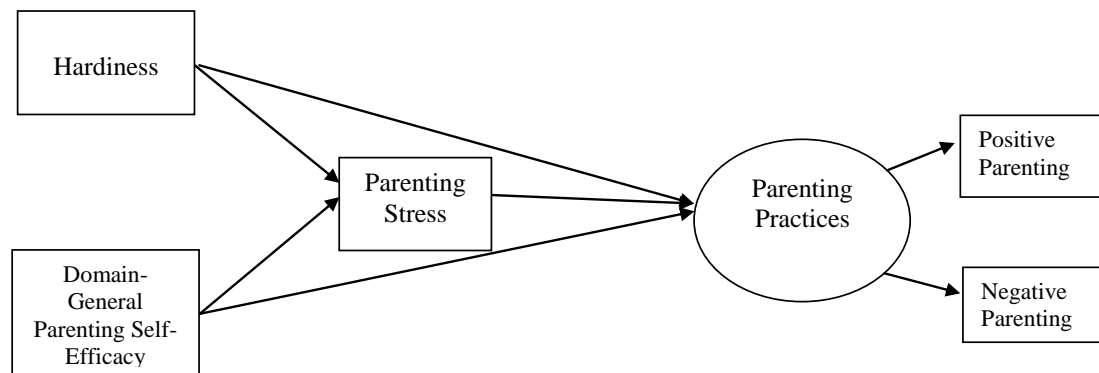 Hardiness
Parenting
Stress
Domain-
General
Parenting Self-
Efficacy
Parenting
Practices
Positive
Parenting
Negative
Parenting